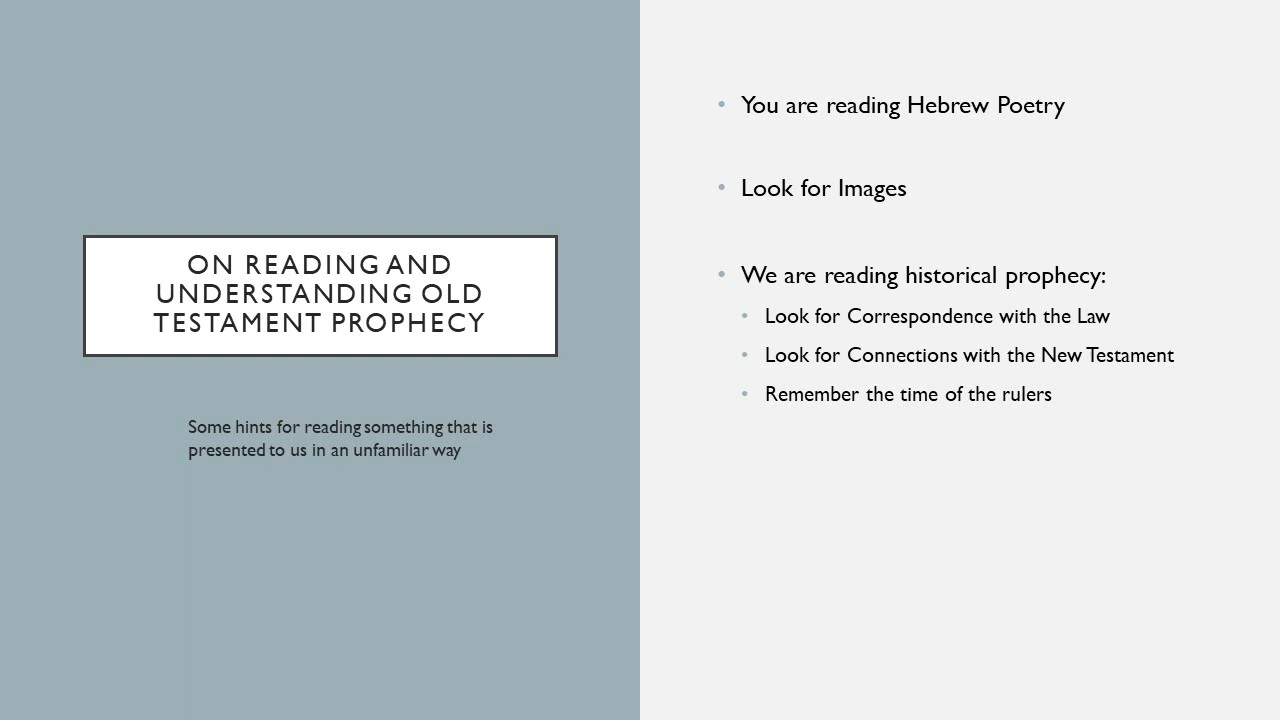 ON READING AND
UNDERSTANDING OLD
TESTAMENT PROPHECY
Some hints for reading something that is
presented to us in an unfamiliar way
• You are reading Hebrew Poetry
• Look for Images
• We are reading historical prophecy:
• Look for Correspondence with the Law
• Look for Connections with the New Testament
• Remember the time of the rulers